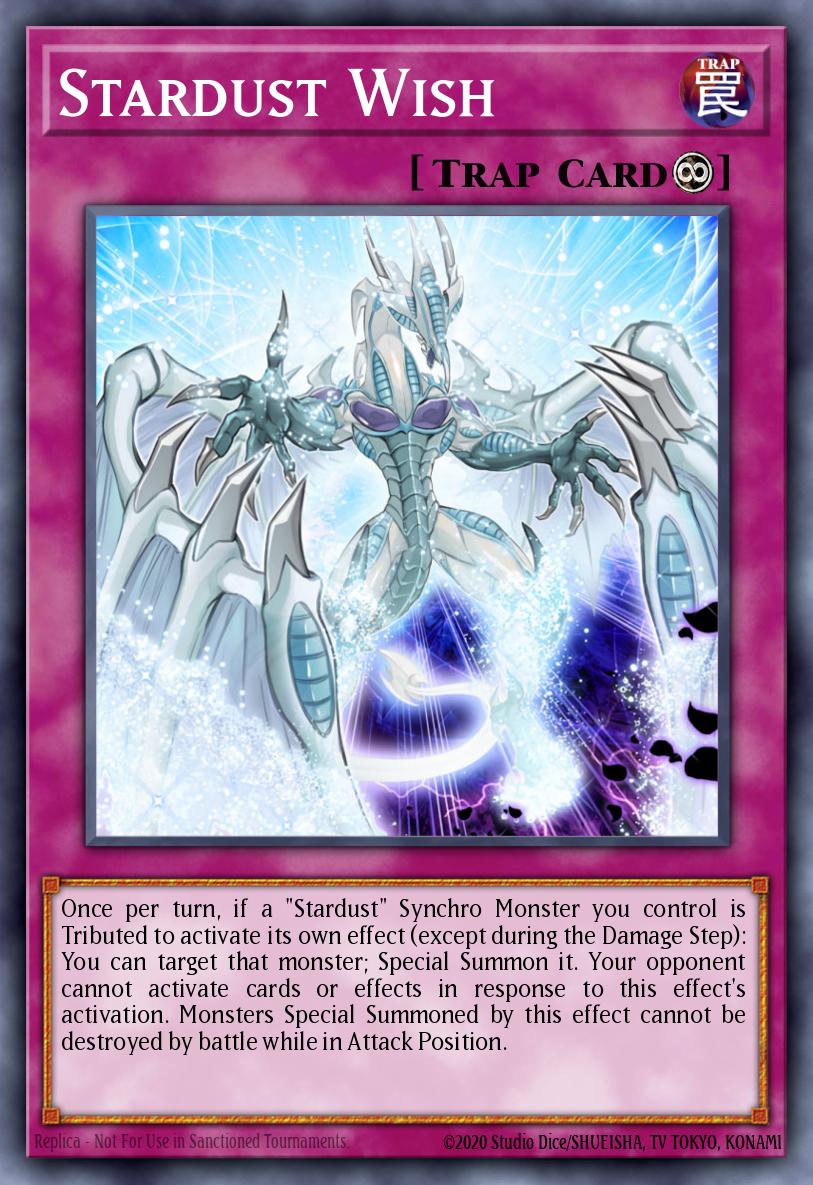 Stardust Wish
TRAP
罠
[ Trap Card ]
Once per turn, if a "Stardust" Synchro Monster you control is
Tributed to activate its own effect (except during the Damage Step):
You can target that monster; Special Summon it. Your opponent
cannot activate cards or effects in response to this effect's
activation. Monsters Special Summoned by this effect cannot be
destroyed by battle while in Attack Position.
Replica - Not For Use in Sanctioned Tournaments.
©2020 Studio Dice/SHUEISHA, TV TOKYO, KONAMI